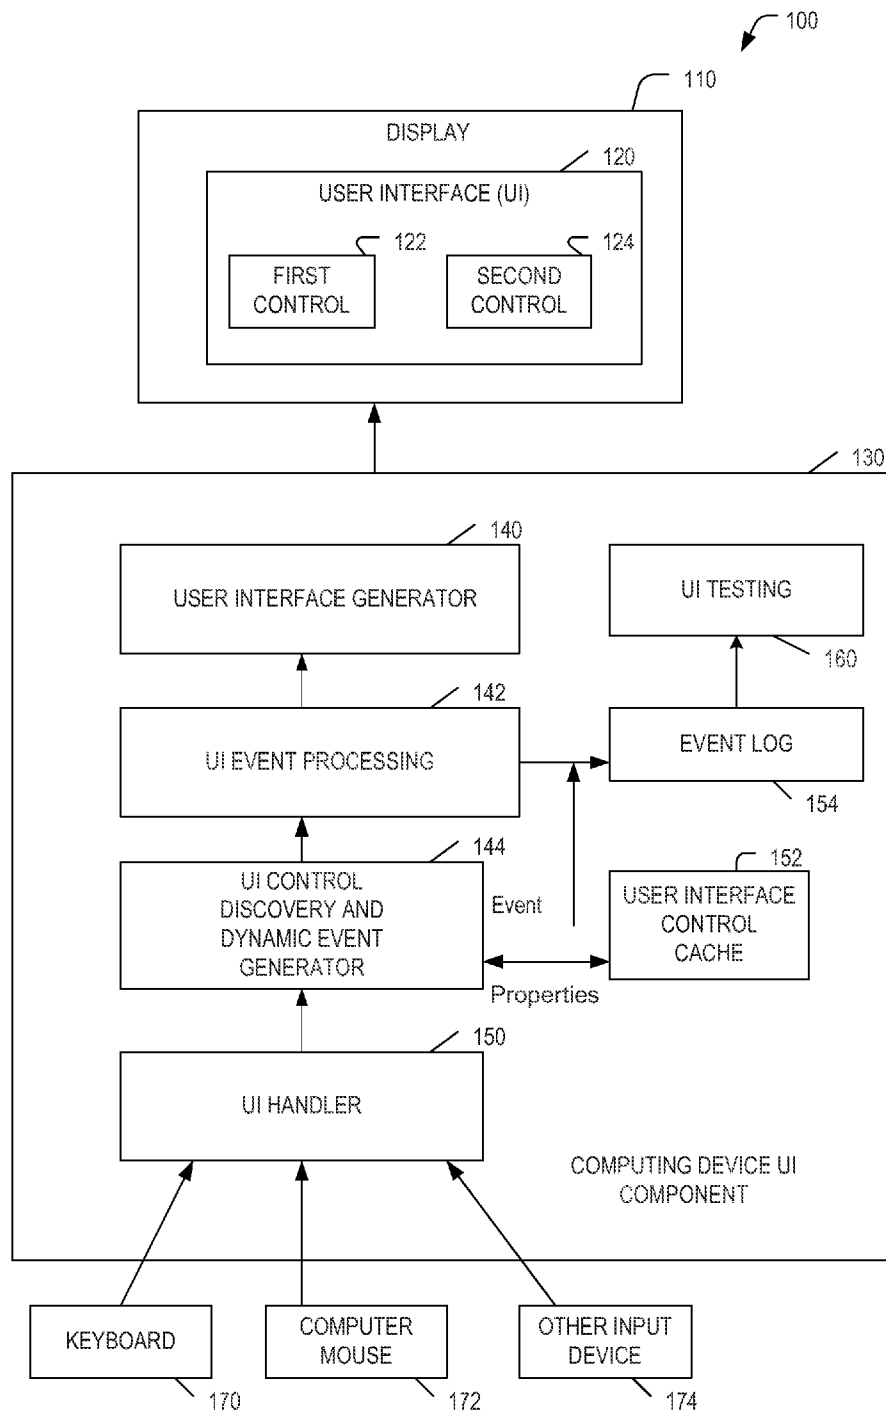 100
110
DISPLAY
120
USER INTERFACE (UI)
122
124
FIRST
CONTROL
SECOND
CONTROL
130
140
USER INTERFACE GENERATOR
UI TESTING
160
142
UI EVENT PROCESSING
EVENT LOG
154
144
UI CONTROL
DISCOVERY AND
DYNAMIC EVENT
GENERATOR
Event
152
USER INTERFACE
CONTROL
CACHE
Properties
150
UI HANDLER
COMPUTING DEVICE UI
COMPONENT
KEYBOARD
170
COMPUTER
MOUSE
172
OTHER INPUT
DEVICE
174